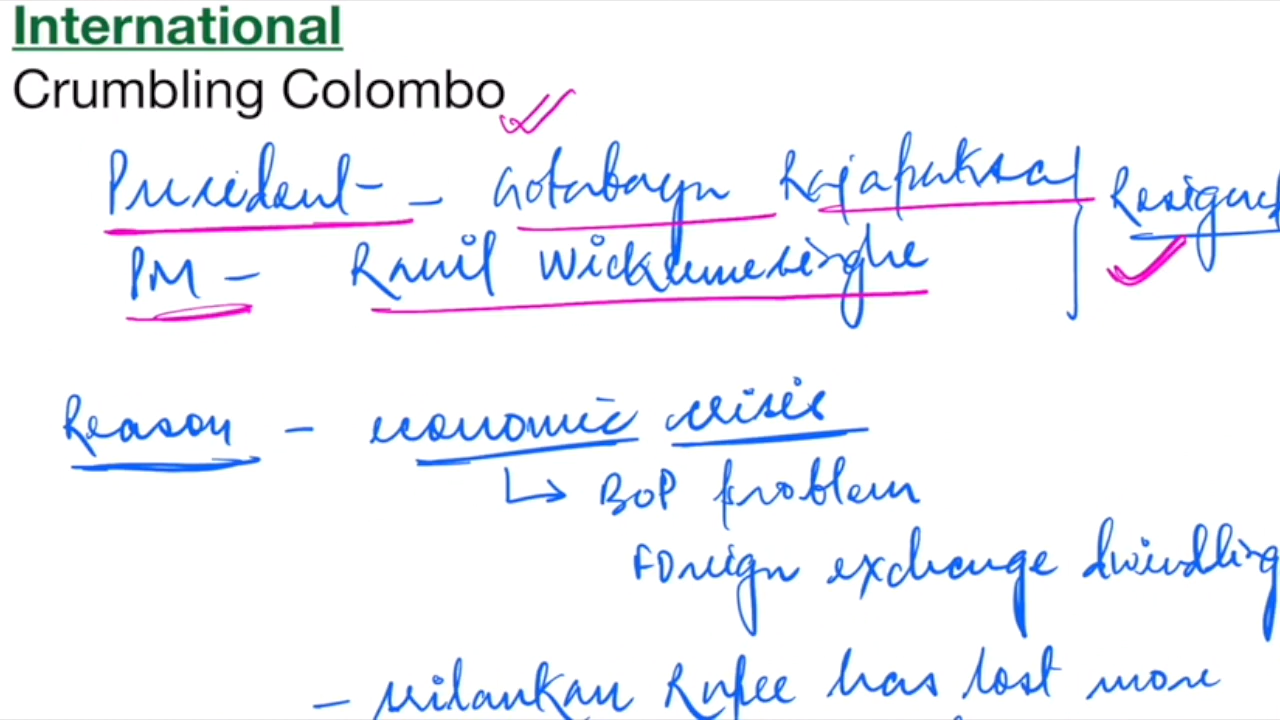 International
Crumbling Colombo
President - Gotabaya Rajapaksa } Resigned
PM - Ranil Wickremesinghe
Reason - economic crisis
↳ BoP problem
Foreign exchange dwindling
- srilankan Rupee has lost more